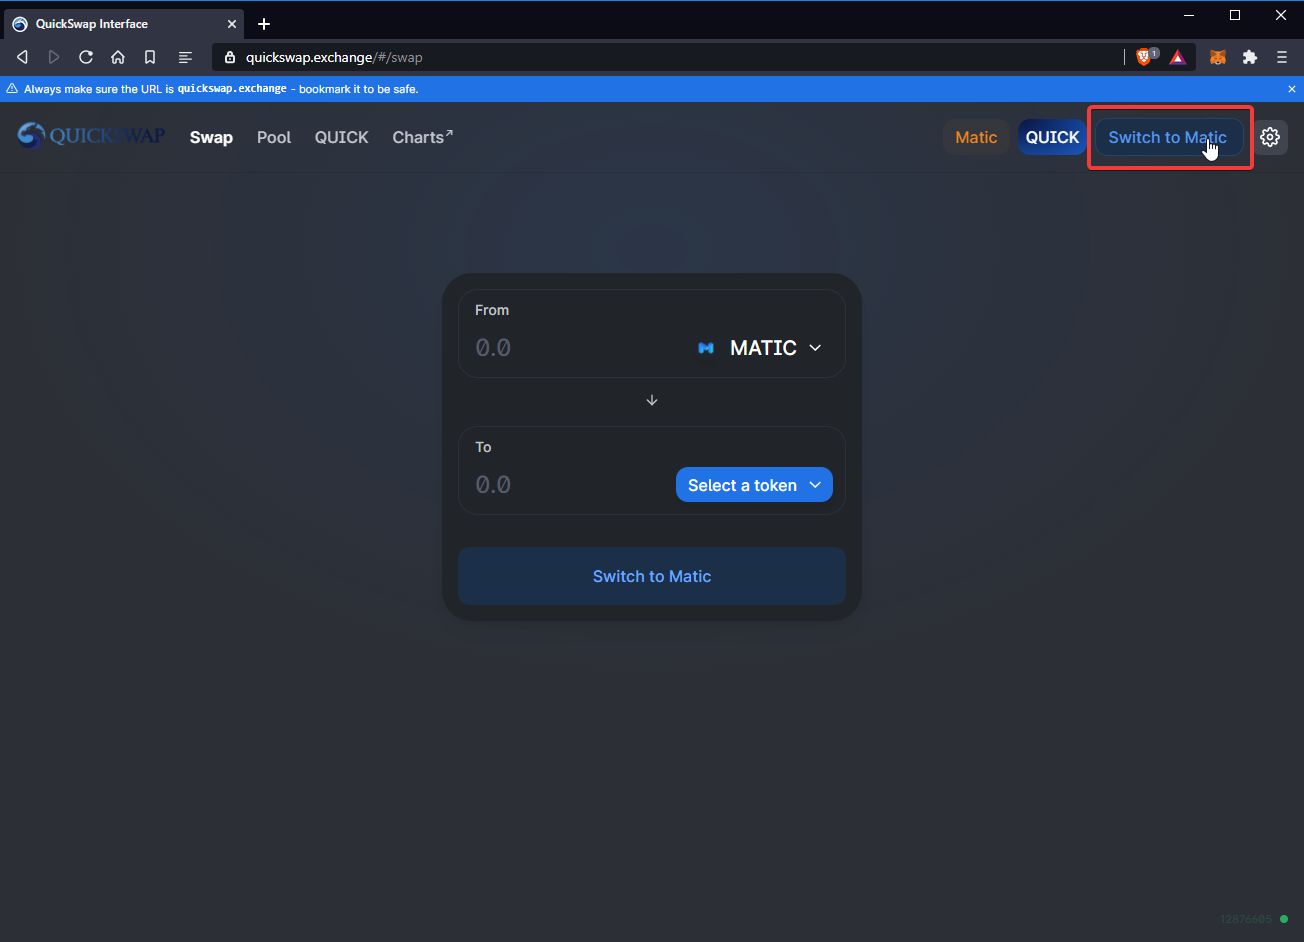 QuickSwap Interface
quickswap.exchange/#/swap
1
Always make sure the URL is quickswap.exchange - bookmark it to be safe.
QUICKSWAP Swap Pool QUICK Charts↗ Matic QUICK Switch to Matic
From
0.0 MATIC
To
0.0 Select a token
Switch to Matic
12876605